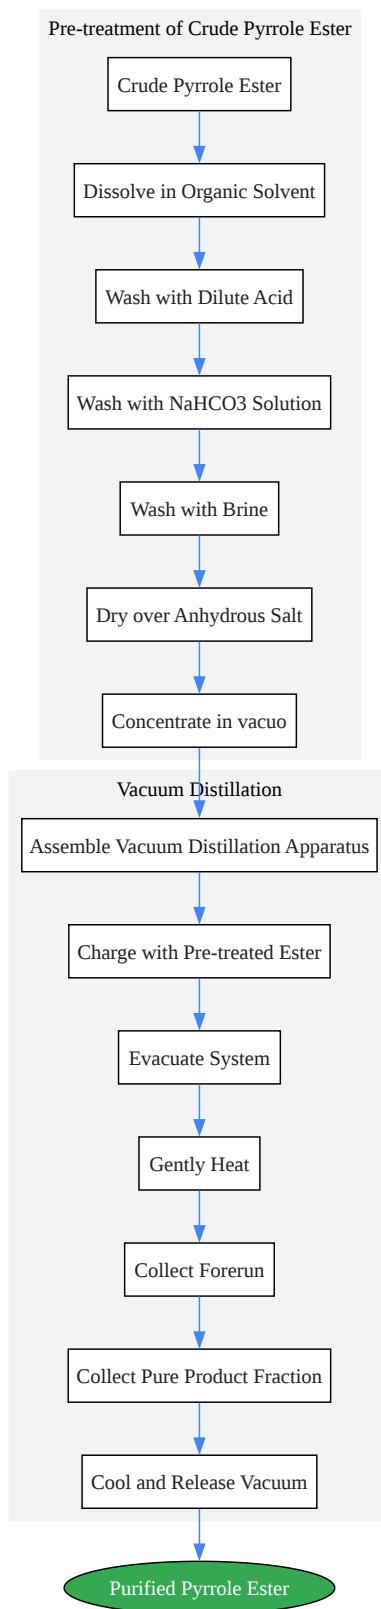 Pre-treatment of Crude Pyrrole Ester
Crude Pyrrole Ester
Dissolve in Organic Solvent
Wash with Dilute Acid
Wash with NaHCO3 Solution
Wash with Brine
Dry over Anhydrous Salt
Concentrate in vacuo
Vacuum Distillation
Assemble Vacuum Distillation Apparatus
Charge with Pre-treated Ester
Evacuate System
Gently Heat
Collect Forerun
Collect Pure Product Fraction
Cool and Release Vacuum
Purified Pyrrole Ester